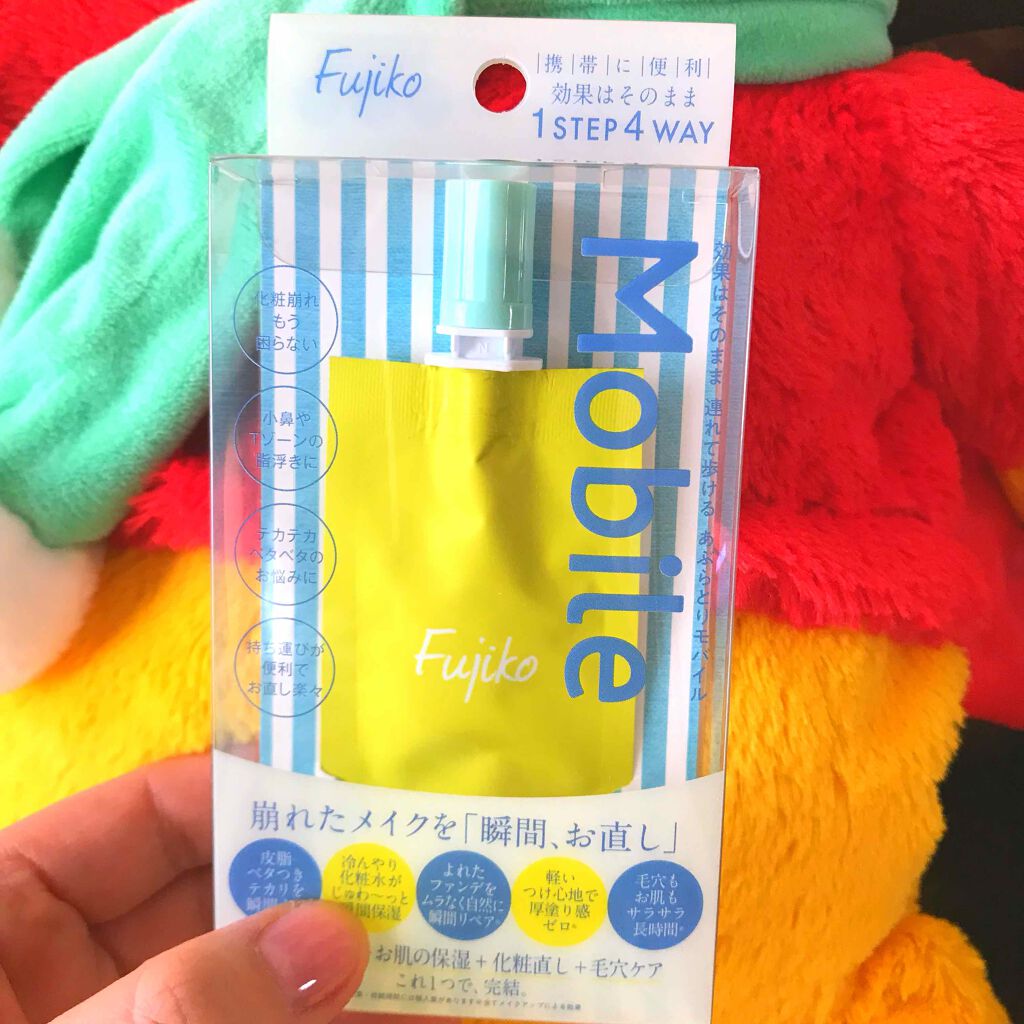 Fujiko
携帯に便利
効果はそのまま
1 STEP 4 WAY
Mobile
効果はそのまま 連れて歩ける あぶらとりモバイル
化粧崩れ
もう
困らない
小鼻や
Tゾーンの
脂浮きに
テカテカ
ベタベタの
お悩みに
持ち運びが
便利で
お直し楽々
Fujiko
崩れたメイクを「瞬間、お直し」
皮脂
ベタつき
テカリを
瞬間
冷んやり
化粧水が
じゅわ〜っと
瞬間保湿
よれた
ファンデを
ムラなく自然に
瞬間リペア※
軽い
つけ心地で
厚塗り感
ゼロ※
毛穴も
お肌も
サラサラ
長時間※
お肌の保湿+化粧直し+毛穴ケア
これ1つで、完結。